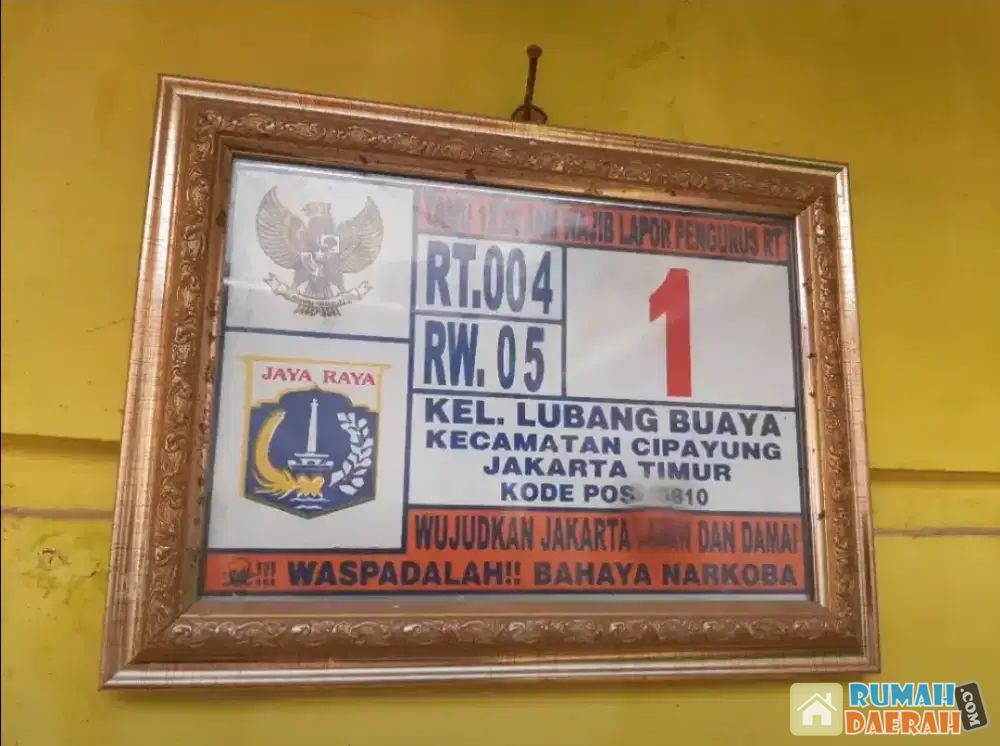 WAJIB LAPOR PENGURUS RT
RT.004
RW. 05
1
JAYA RAYA
KEL. LUBANG BUAYA
KECAMATAN CIPAYUNG
JAKARTA TIMUR
KODE POS
WUJUDKAN JAKARTA DAN DAMAI
!!! WASPADALAH!! BAHAYA NARKOBA
RUMAH
DAERAH.COM